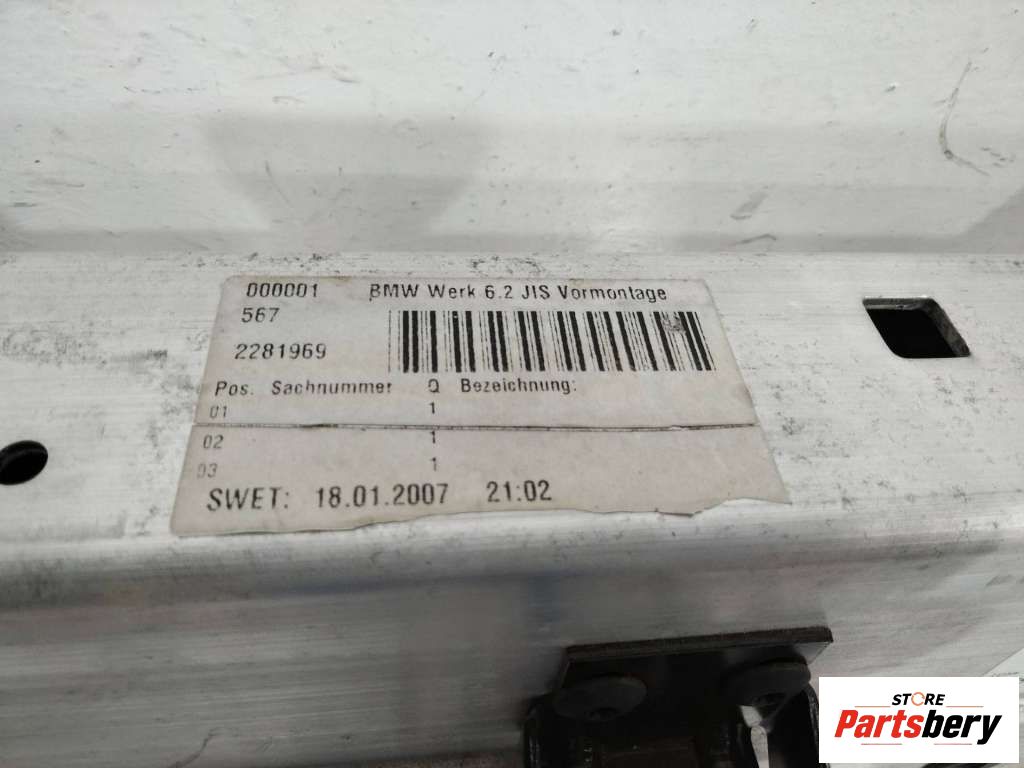 000001 BMW Werk 6.2 JIS Vormontage
567
2281969
Pos. Sachnummer Q Bezeichnung:
01 1
02 1
03 1
SWET: 18.01.2007 21:02
STORE
Partsbery